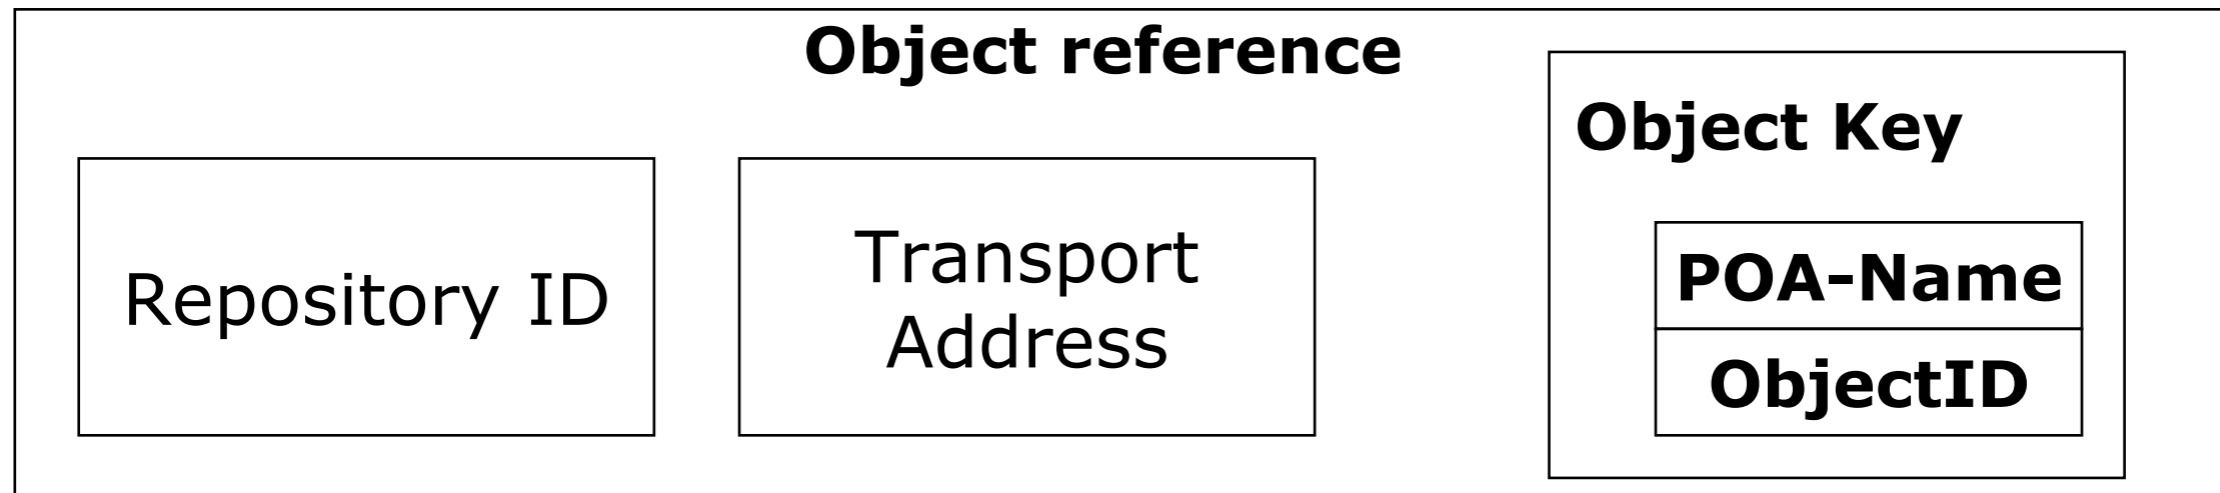 Object reference
Repository ID
Transport
Address
Object Key
POA-Name
ObjectID